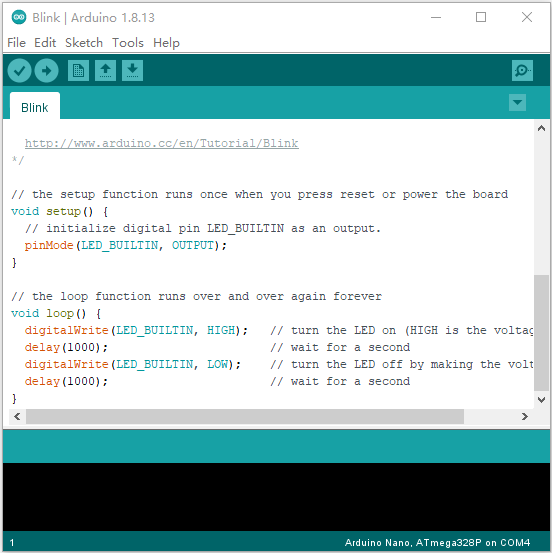 Blink | Arduino 1.8.13
File Edit Sketch Tools Help
Blink
http://www.arduino.cc/en/Tutorial/Blink
*/
// the setup function runs once when you press reset or power the board
void setup() {
// initialize digital pin LED_BUILTIN as an output.
pinMode(LED_BUILTIN, OUTPUT);
}
// the loop function runs over and over again forever
void loop() {
digitalWrite(LED_BUILTIN, HIGH); // turn the LED on (HIGH is the voltag
delay(1000); // wait for a second
digitalWrite(LED_BUILTIN, LOW); // turn the LED off by making the volt
delay(1000); // wait for a second
}
1 Arduino Nano, ATmega328P on COM4